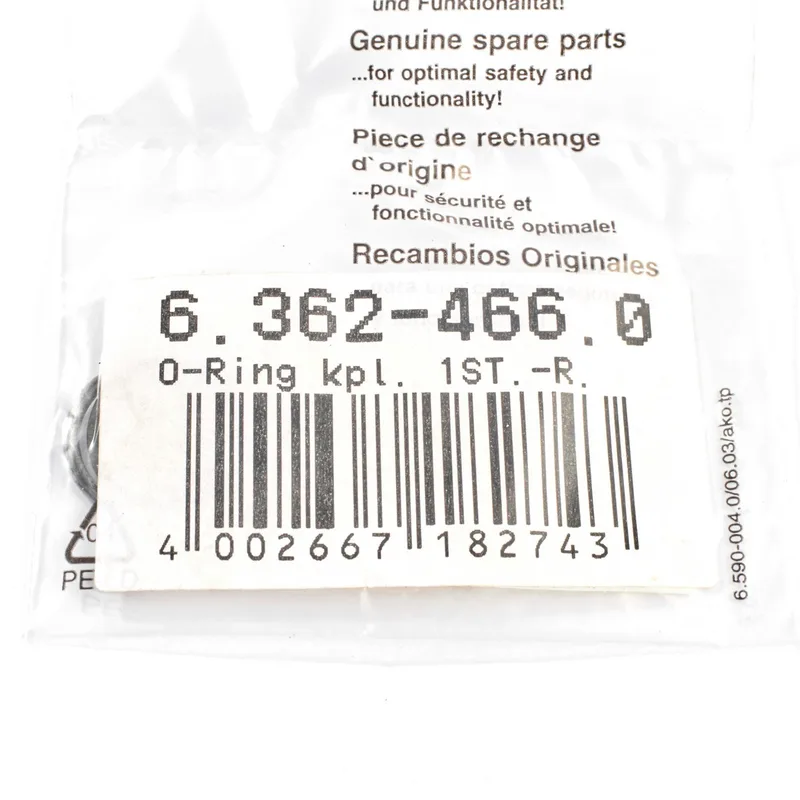 und Funktionalität!
Genuine spare parts
...for optimal safety and
functionality!
Piece de rechange
d`origine
...pour sécurité et
fonctionnalité optimale!
Recambios Originales
6.362-466.0
O-Ring kpl. 1ST.-R.
4 002667 182743
PE
6.590-004.0/06.03/ako.tp